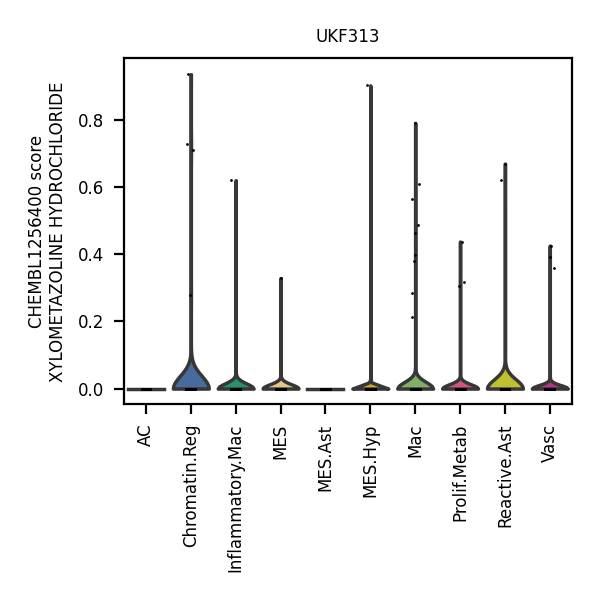 UKF313
CHEMBL1256400 score
XYLOMETAZOLINE HYDROCHLORIDE
0.8
0.6
0.4
0.2
0.0
AC
Chromatin.Reg
Inflammatory.Mac
MES
MES.Ast
MES.Hyp
Mac
Prolif.Metab
Reactive.Ast
Vasc